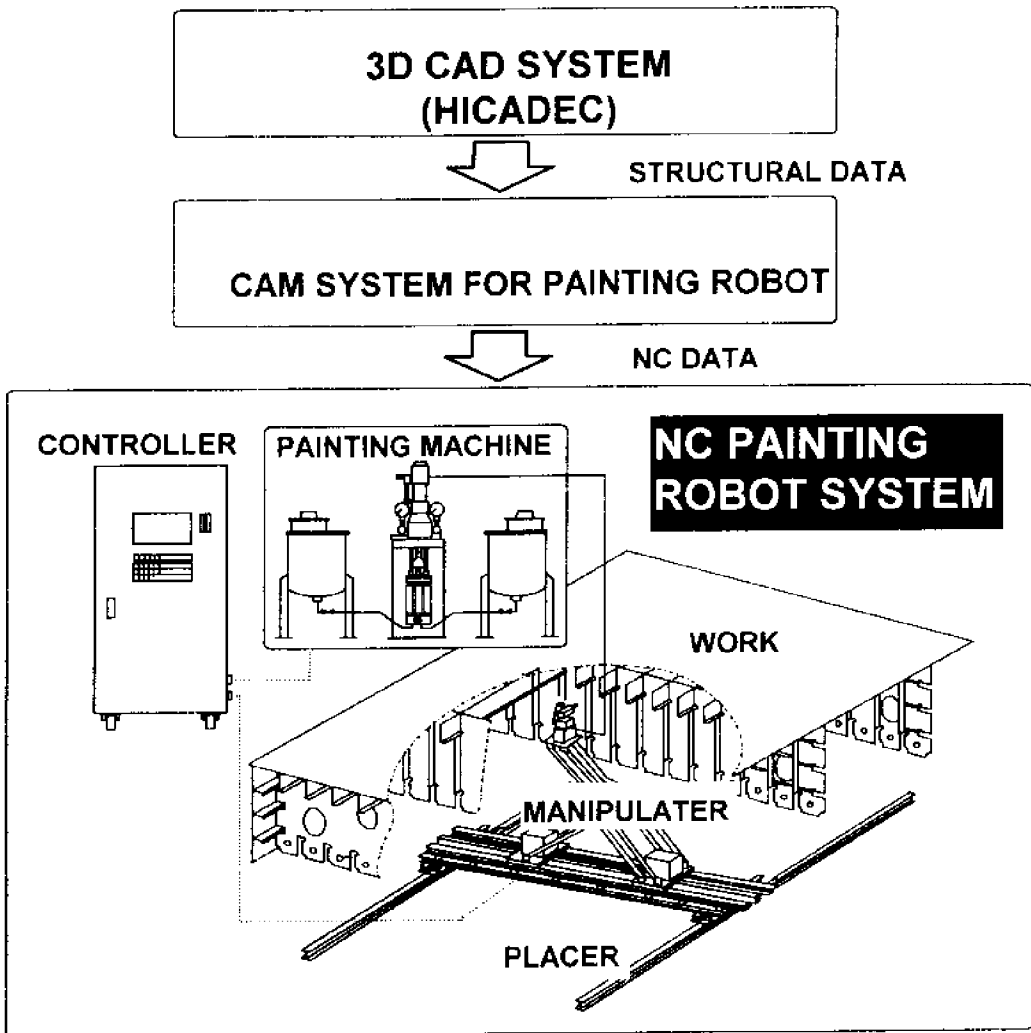 3D CAD SYSTEM
(HICADEC)
STRUCTURAL DATA
CAM SYSTEM FOR PAINTING ROBOT
NC DATA
CONTROLLER
PAINTING MACHINE
NC PAINTING
ROBOT SYSTEM
WORK
MANIPULATER
PLACER